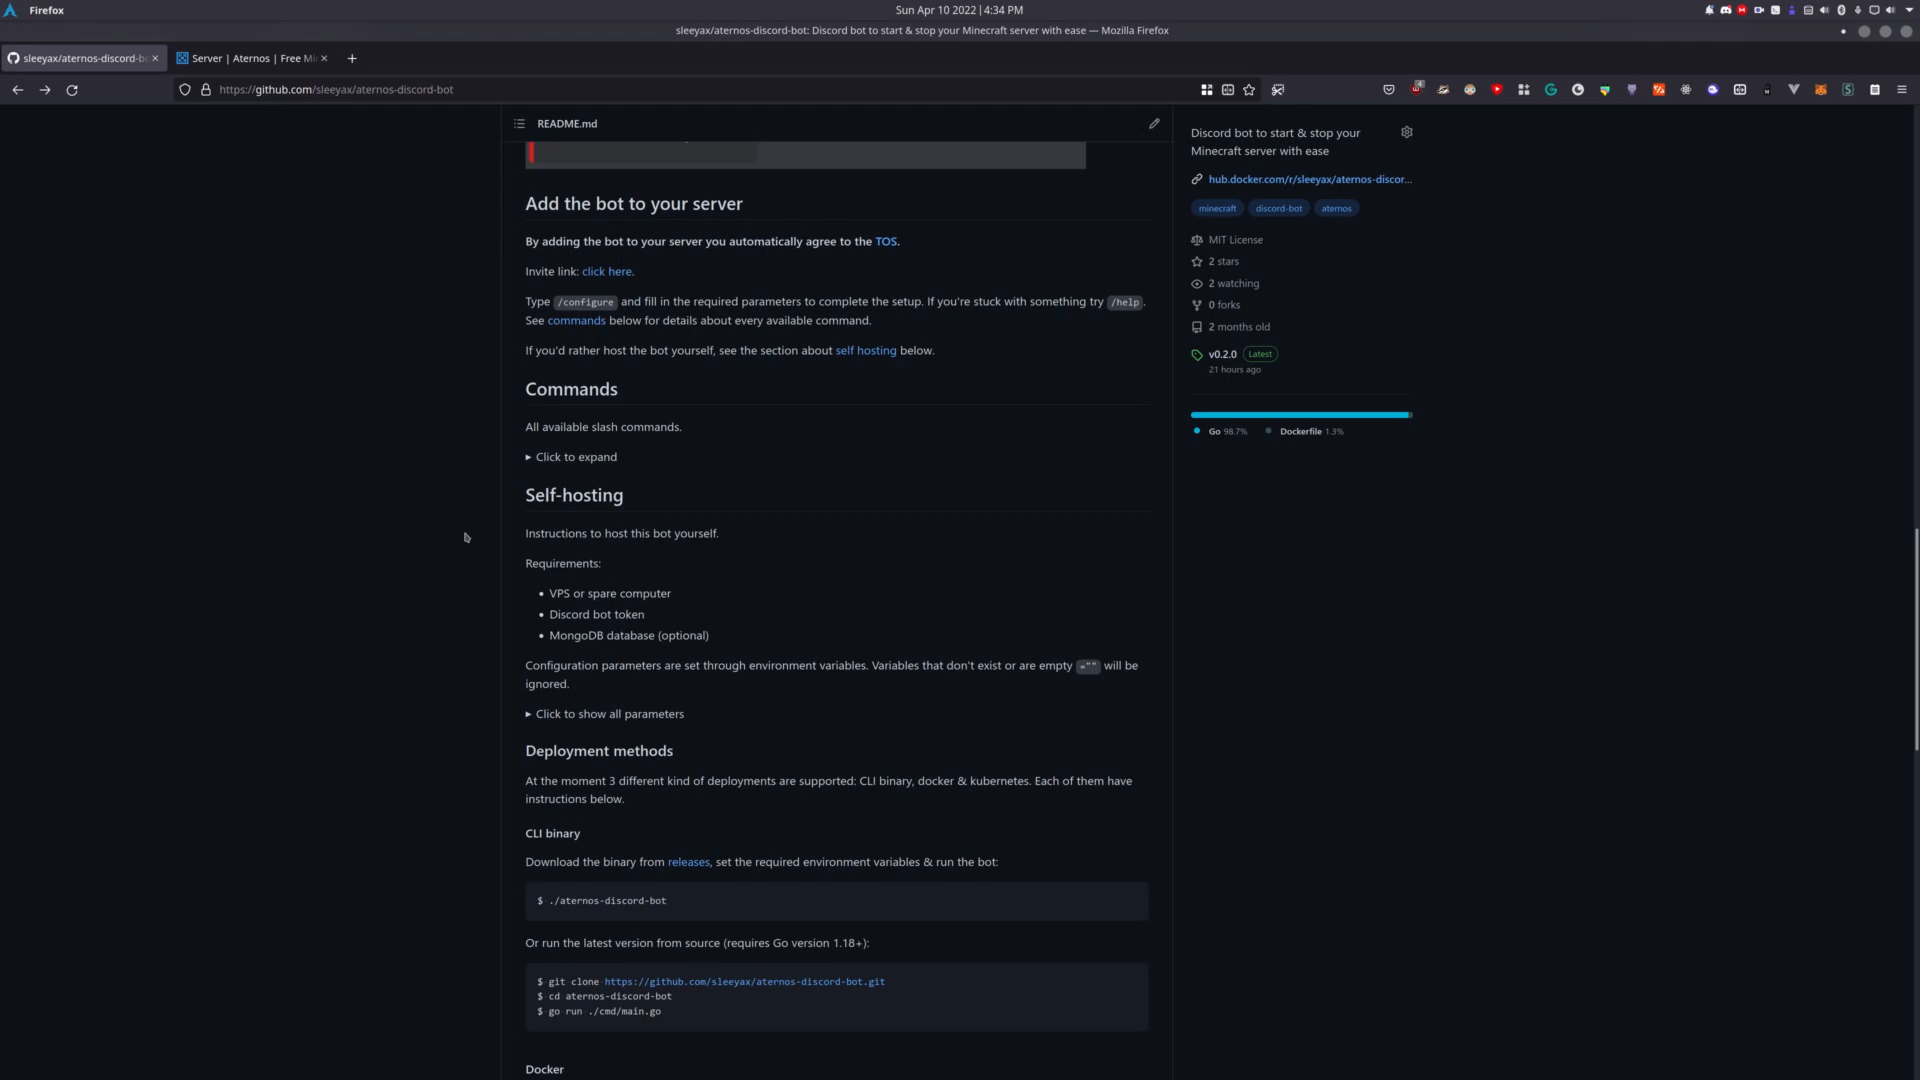 Firefox
Sun Apr 10 2022 | 4:34 PM
sleeyax/aternos-discord-bot: Discord bot to start & stop your Minecraft server with ease — Mozilla Firefox
sleeyax/aternos-discord-b
Server | Aternos | Free Mi
https://github.com/sleeyax/aternos-discord-bot
4
README.md
Add the bot to your server
By adding the bot to your server you automatically agree to the TOS.
Invite link: click here.
Type /configure and fill in the required parameters to complete the setup. If you're stuck with something try /help.
See commands below for details about every available command.
If you'd rather host the bot yourself, see the section about self hosting below.
Commands
All available slash commands.
Click to expand
Self-hosting
Instructions to host this bot yourself.
Requirements:
• VPS or spare computer
• Discord bot token
• MongoDB database (optional)
Configuration parameters are set through environment variables. Variables that don't exist or are empty ="" will be
ignored.
Click to show all parameters
Deployment methods
At the moment 3 different kind of deployments are supported: CLI binary, docker & kubernetes. Each of them have
instructions below.
CLI binary
Download the binary from releases, set the required environment variables & run the bot:
$ ./aternos-discord-bot
Or run the latest version from source (requires Go version 1.18+):
$ git clone https://github.com/sleeyax/aternos-discord-bot.git
$ cd aternos-discord-bot
$ go run ./cmd/main.go
Docker
Discord bot to start & stop your
Minecraft server with ease
hub.docker.com/r/sleeyax/aternos-discor...
minecraft discord-bot aternos
MIT License
2 stars
2 watching
0 forks
2 months old
v0.2.0 Latest
21 hours ago
Go 98.7% Dockerfile 1.3%